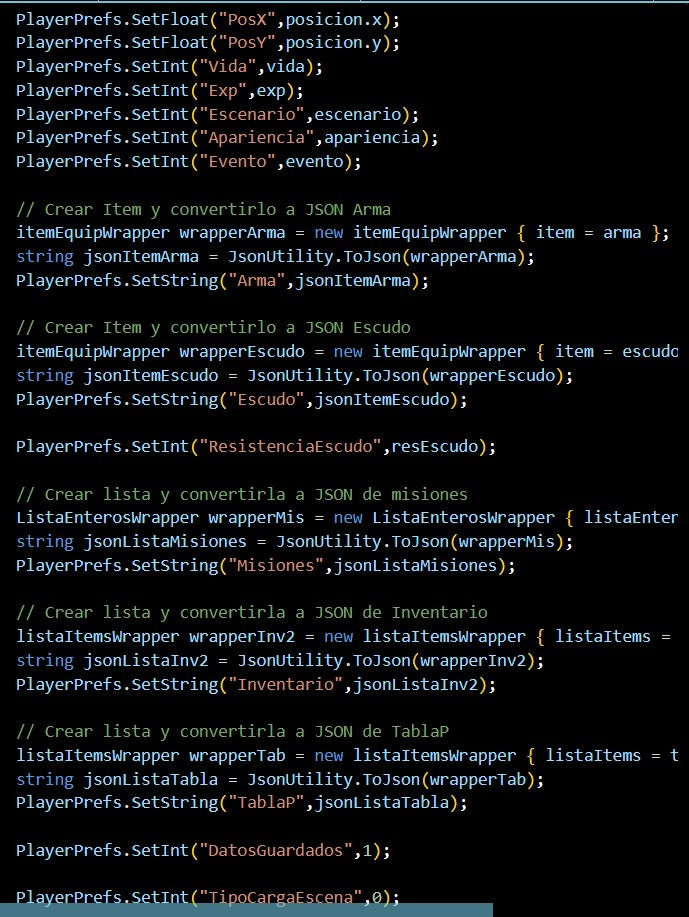 PlayerPrefs.SetFloat("PosX",posicion.x);
PlayerPrefs.SetFloat("PosY",posicion.y);
PlayerPrefs.SetInt("Vida",vida);
PlayerPrefs.SetInt("Exp",exp);
PlayerPrefs.SetInt("Escenario",escenario);
PlayerPrefs.SetInt("Apariencia",apariencia);
PlayerPrefs.SetInt("Evento",evento);
// Crear Item y convertirlo a JSON Arma
itemEquipWrapper wrapperArma = new itemEquipWrapper { item = arma };
string jsonItemArma = JsonUtility.ToJson(wrapperArma);
PlayerPrefs.SetString("Arma",jsonItemArma);
// Crear Item y convertirlo a JSON Escudo
itemEquipWrapper wrapperEscudo = new itemEquipWrapper { item = escudo
string jsonItemEscudo = JsonUtility.ToJson(wrapperEscudo);
PlayerPrefs.SetString("Escudo",jsonItemEscudo);
PlayerPrefs.SetInt("ResistenciaEscudo",resEscudo);
// Crear lista y convertirla a JSON de misiones
ListaEnterosWrapper wrapperMis = new ListaEnterosWrapper { listaEnter
string jsonListaMisiones = JsonUtility.ToJson(wrapperMis);
PlayerPrefs.SetString("Misiones",jsonListaMisiones);
// Crear lista y convertirla a JSON de Inventario
listaItemsWrapper wrapperInv2 = new listaItemsWrapper { listaItems =
string jsonListaInv2 = JsonUtility.ToJson(wrapperInv2);
PlayerPrefs.SetString("Inventario",jsonListaInv2);
// Crear lista y convertirla a JSON de TablaP
listaItemsWrapper wrapperTab = new listaItemsWrapper { listaItems = t
string jsonListaTabla = JsonUtility.ToJson(wrapperTab);
PlayerPrefs.SetString("TablaP",jsonListaTabla);
PlayerPrefs.SetInt("DatosGuardados",1);
PlayerPrefs.SetInt("TipoCargaEscena",0);